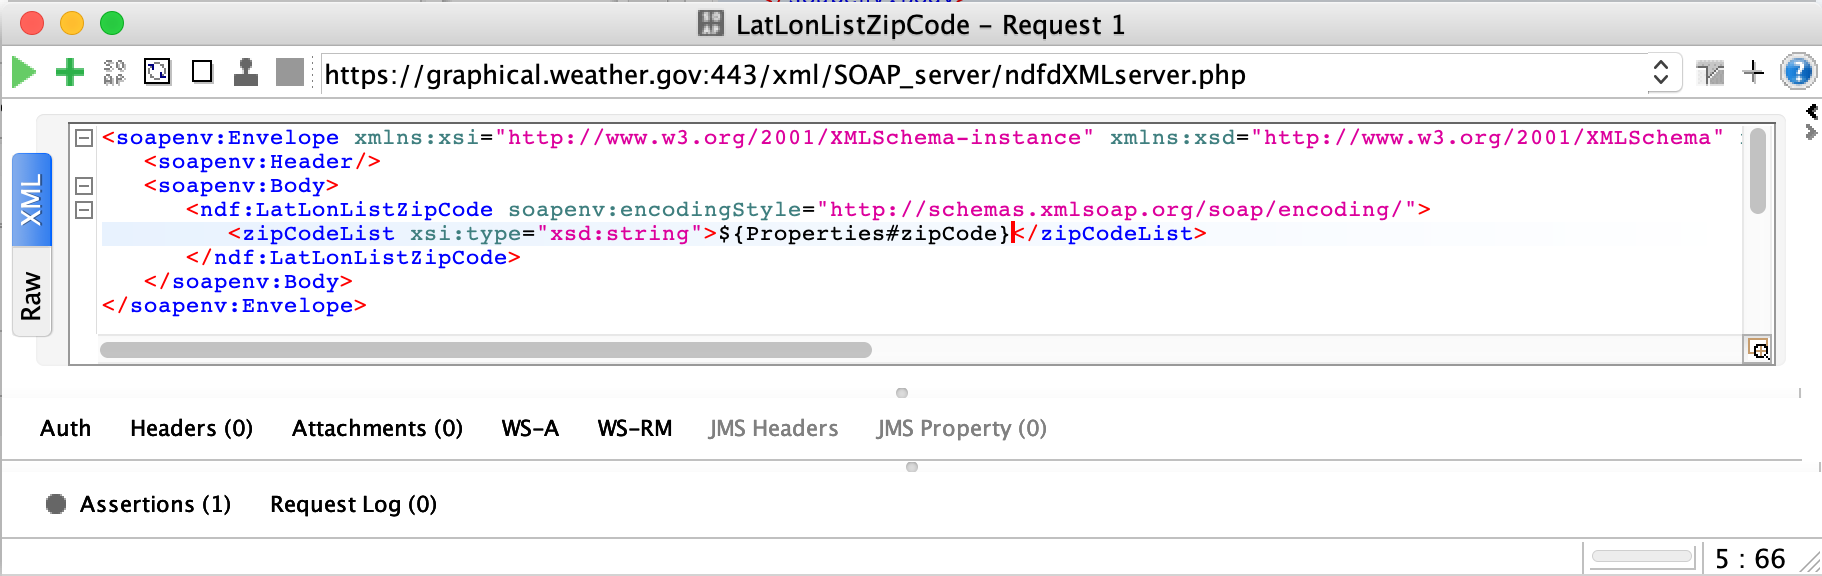 LatLonListZipCode – Request 1
SO
AP
https://graphical.weather.gov:443/xml/SOAP_server/ndfdXMLserver.php
<soapenv:Envelope xmlns:xsi="http://www.w3.org/2001/XMLSchema-instance" xmlns:xsd="http://www.w3.org/2001/XMLSchema"
<soapenv:Header/>
<soapenv:Body>
<ndf:LatLonListZipCode soapenv:encodingStyle="http://schemas.xmlsoap.org/soap/encoding/">
<zipCodeList xsi:type="xsd:string">${Properties#zipCode}</zipCodeList>
</ndf:LatLonListZipCode>
</soapenv:Body>
</soapenv:Envelope>
XML
Raw
Auth Headers (0) Attachments (0) WS-A WS-RM JMS Headers JMS Property (0)
Assertions (1) Request Log (0)
5 : 66